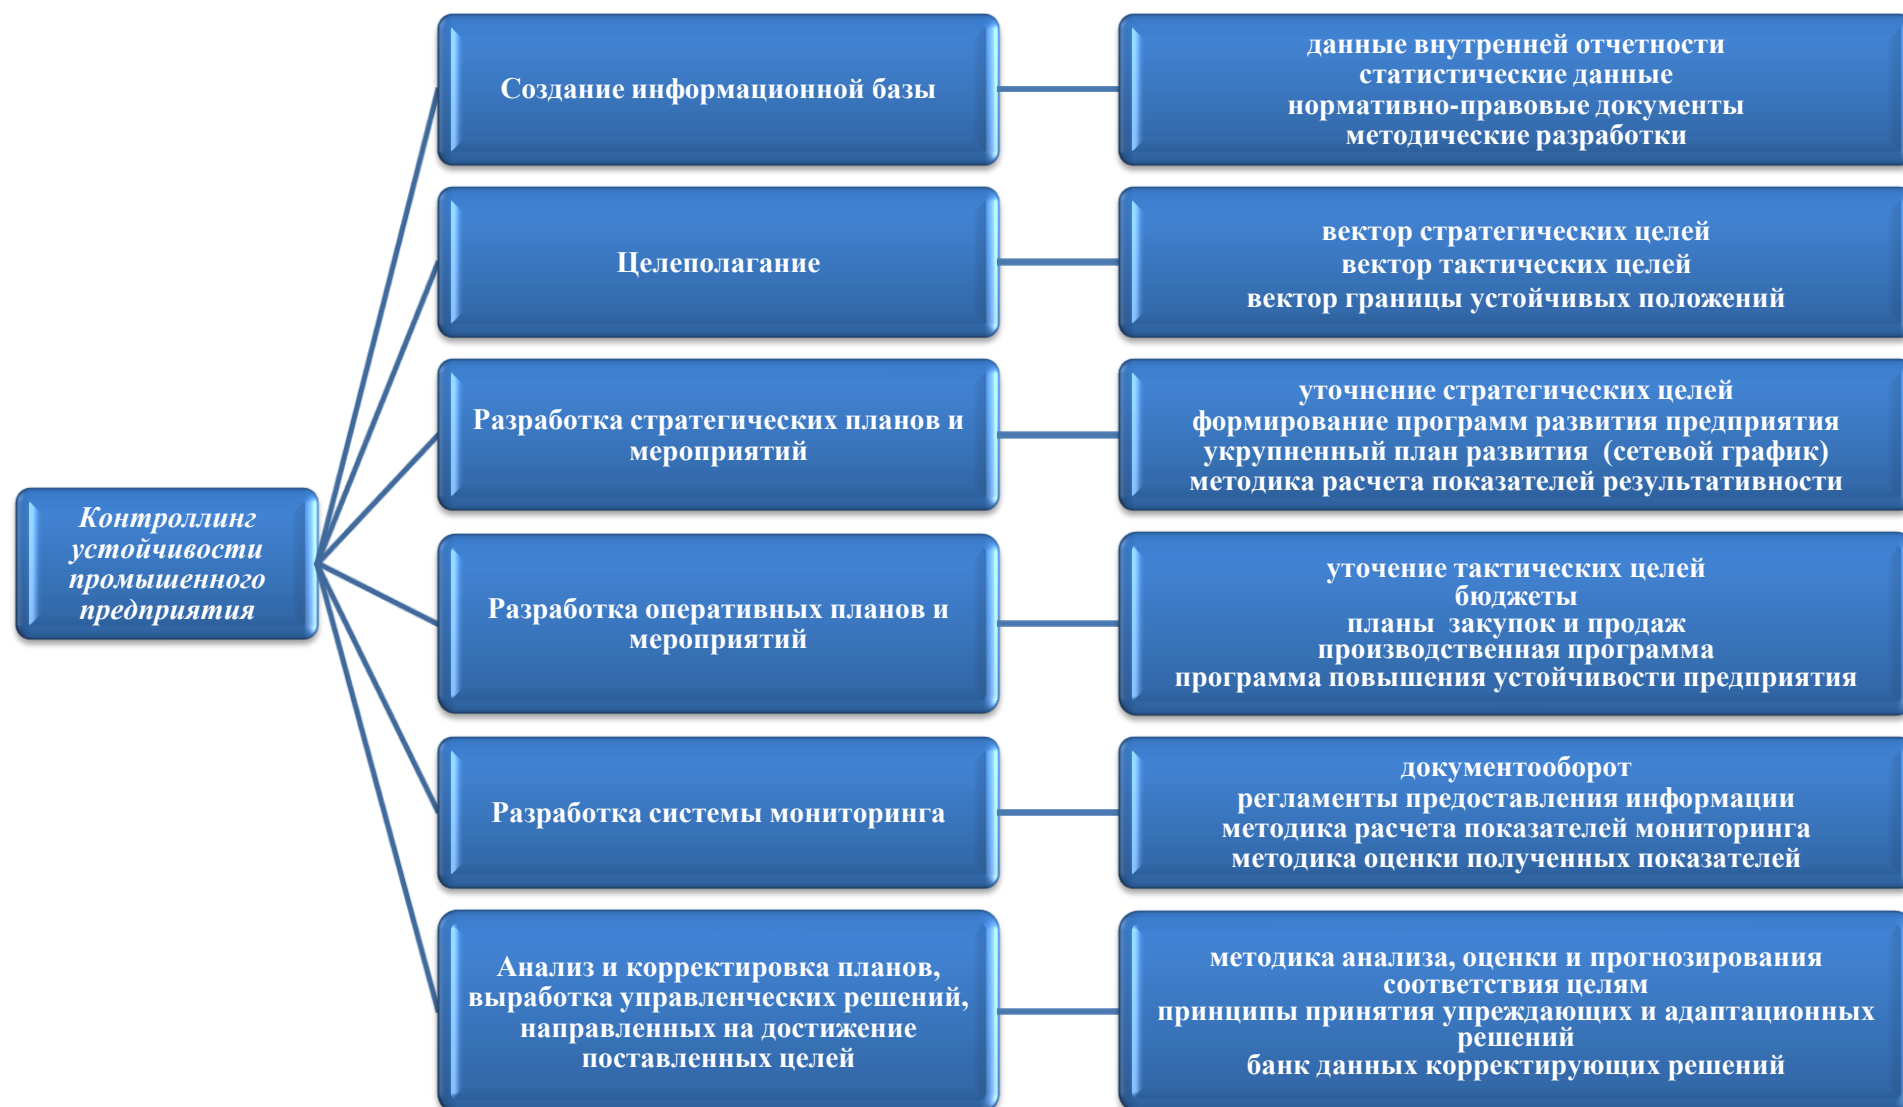 Контроллинг
устойчивости
промышенного
предприятия
Создание информационной базы
данные внутренней отчетности
статистические данные
нормативно-правовые документы
методические разработки
Целеполагание
вектор стратегических целей
вектор тактических целей
вектор границы устойчивых положений
Разработка стратегических планов и
мероприятий
уточнение стратегических целей
формирование программ развития предприятия
укрупненный план развития (сетевой график)
методика расчета показателей результативности
Разработка оперативных планов и
мероприятий
уточение тактических целей
бюджеты
планы закупок и продаж
производственная программа
программа повышения устойчивости предприятия
Разработка системы мониторинга
документооборот
регламенты предоставления информации
методика расчета показателей мониторинга
методика оценки полученных показателей
Анализ и корректировка планов,
выработка управленческих решений,
направленных на достижение
поставленных целей
методика анализа, оценки и прогнозирования
соответствия целям
принципы принятия упреждающих и адаптационных
решений
банк данных корректирующих решений